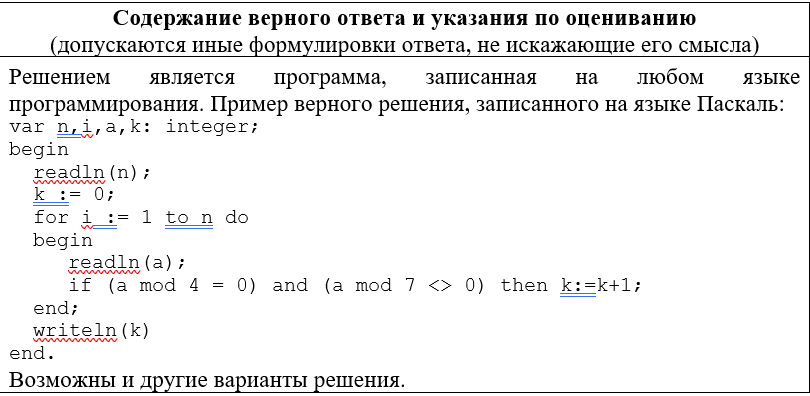 Содержание верного ответа и указания по оцениванию
(допускаются иные формулировки ответа, не искажающие его смысла)
Решением является программа, записанная на любом языке
программирования. Пример верного решения, записанного на языке Паскаль:
var n,i,a,k: integer;
begin
readln(n);
k := 0;
for i := 1 to n do
begin
readln(a);
if (a mod 4 = 0) and (a mod 7 <> 0) then k:=k+1;
end;
writeln(k)
end.
Возможны и другие варианты решения.